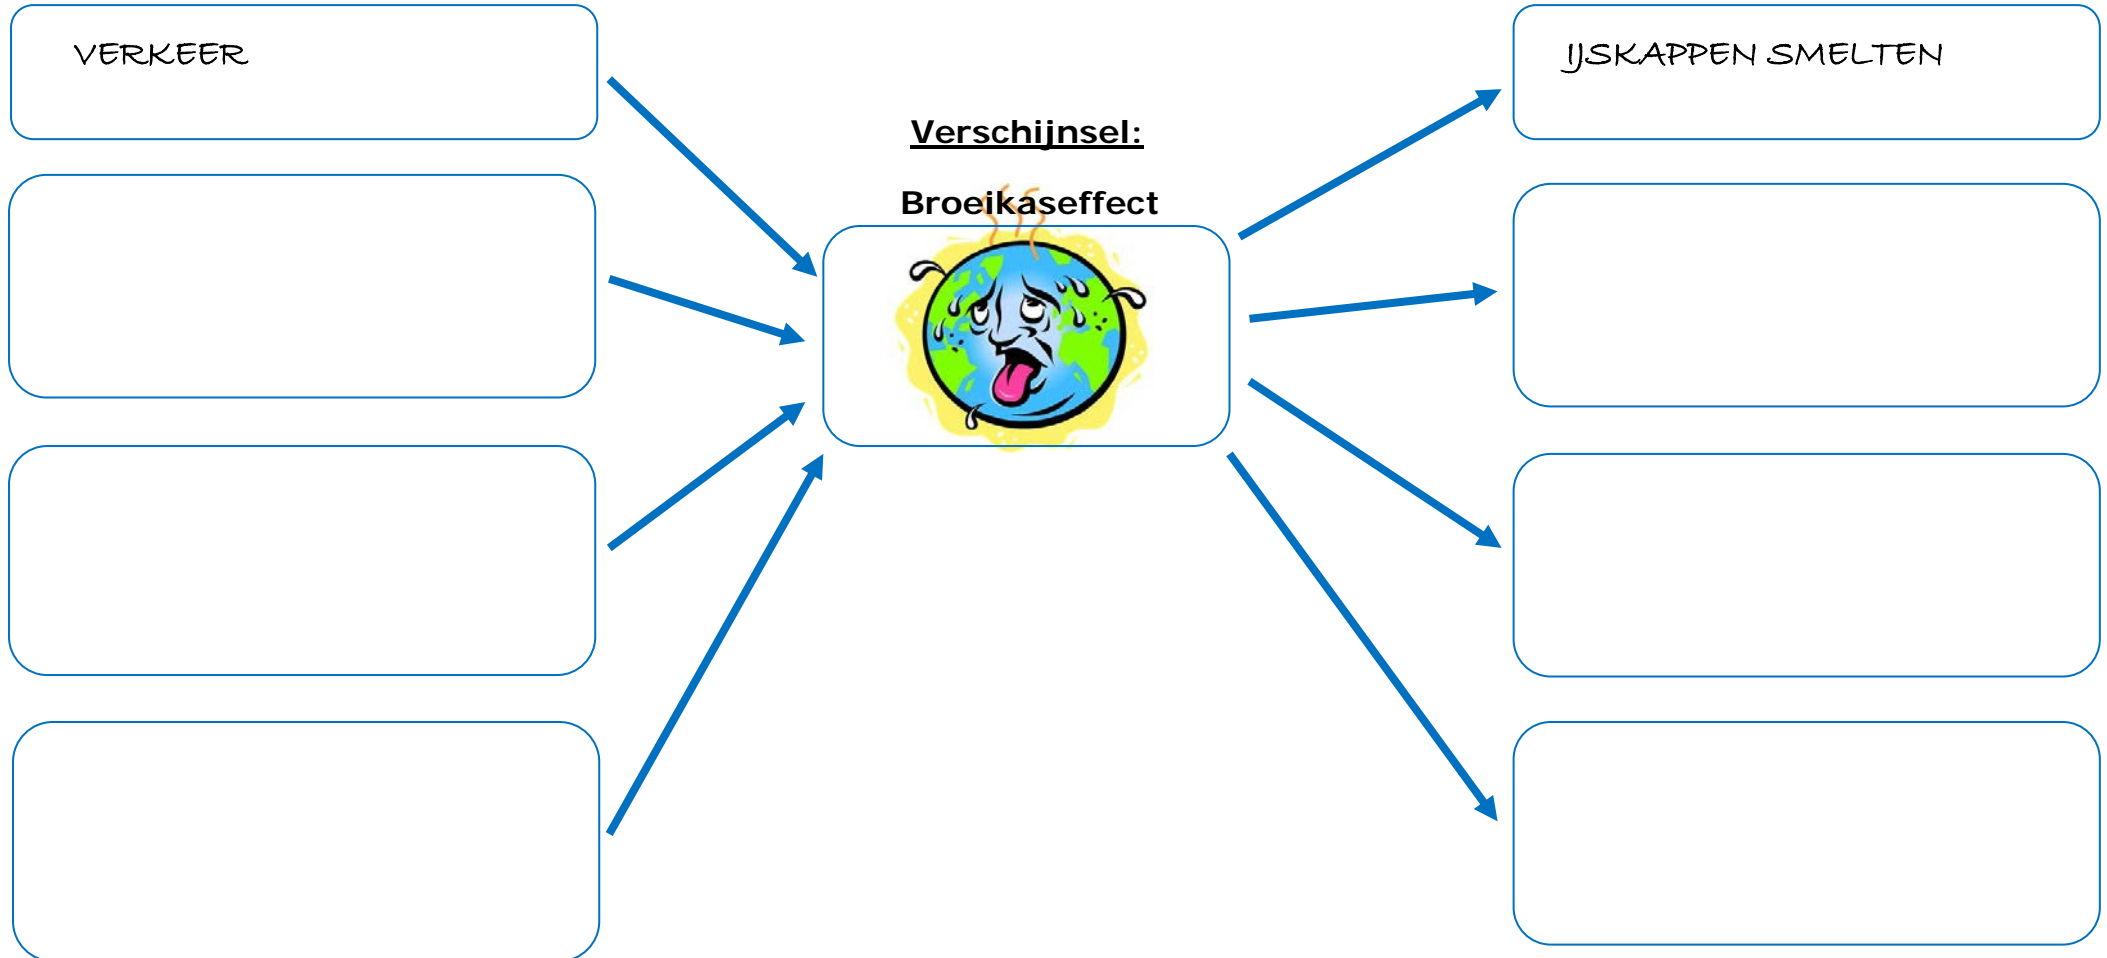 VERKEER
IJSKAPPEN SMELTEN
Verschijnsel:
Broeikaseffect